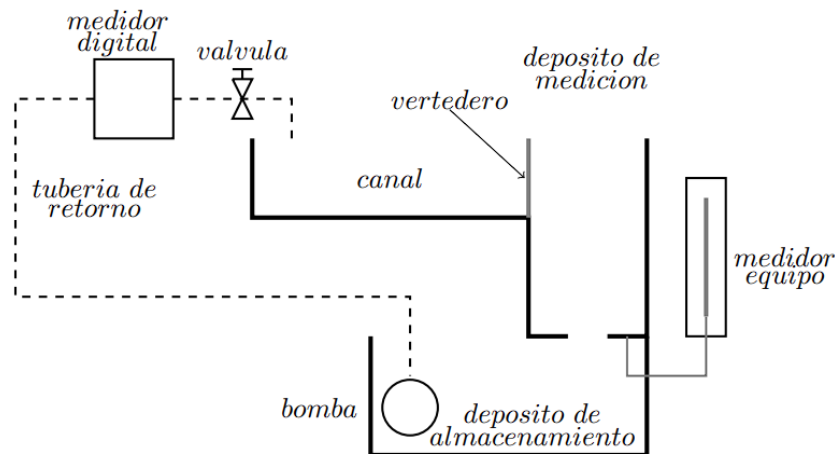 medidor
digital
valvula
deposito de
medicion
vertedero
canal
tuberia de
retorno
medidor
equipo
bomba
deposito de
almacenamiento